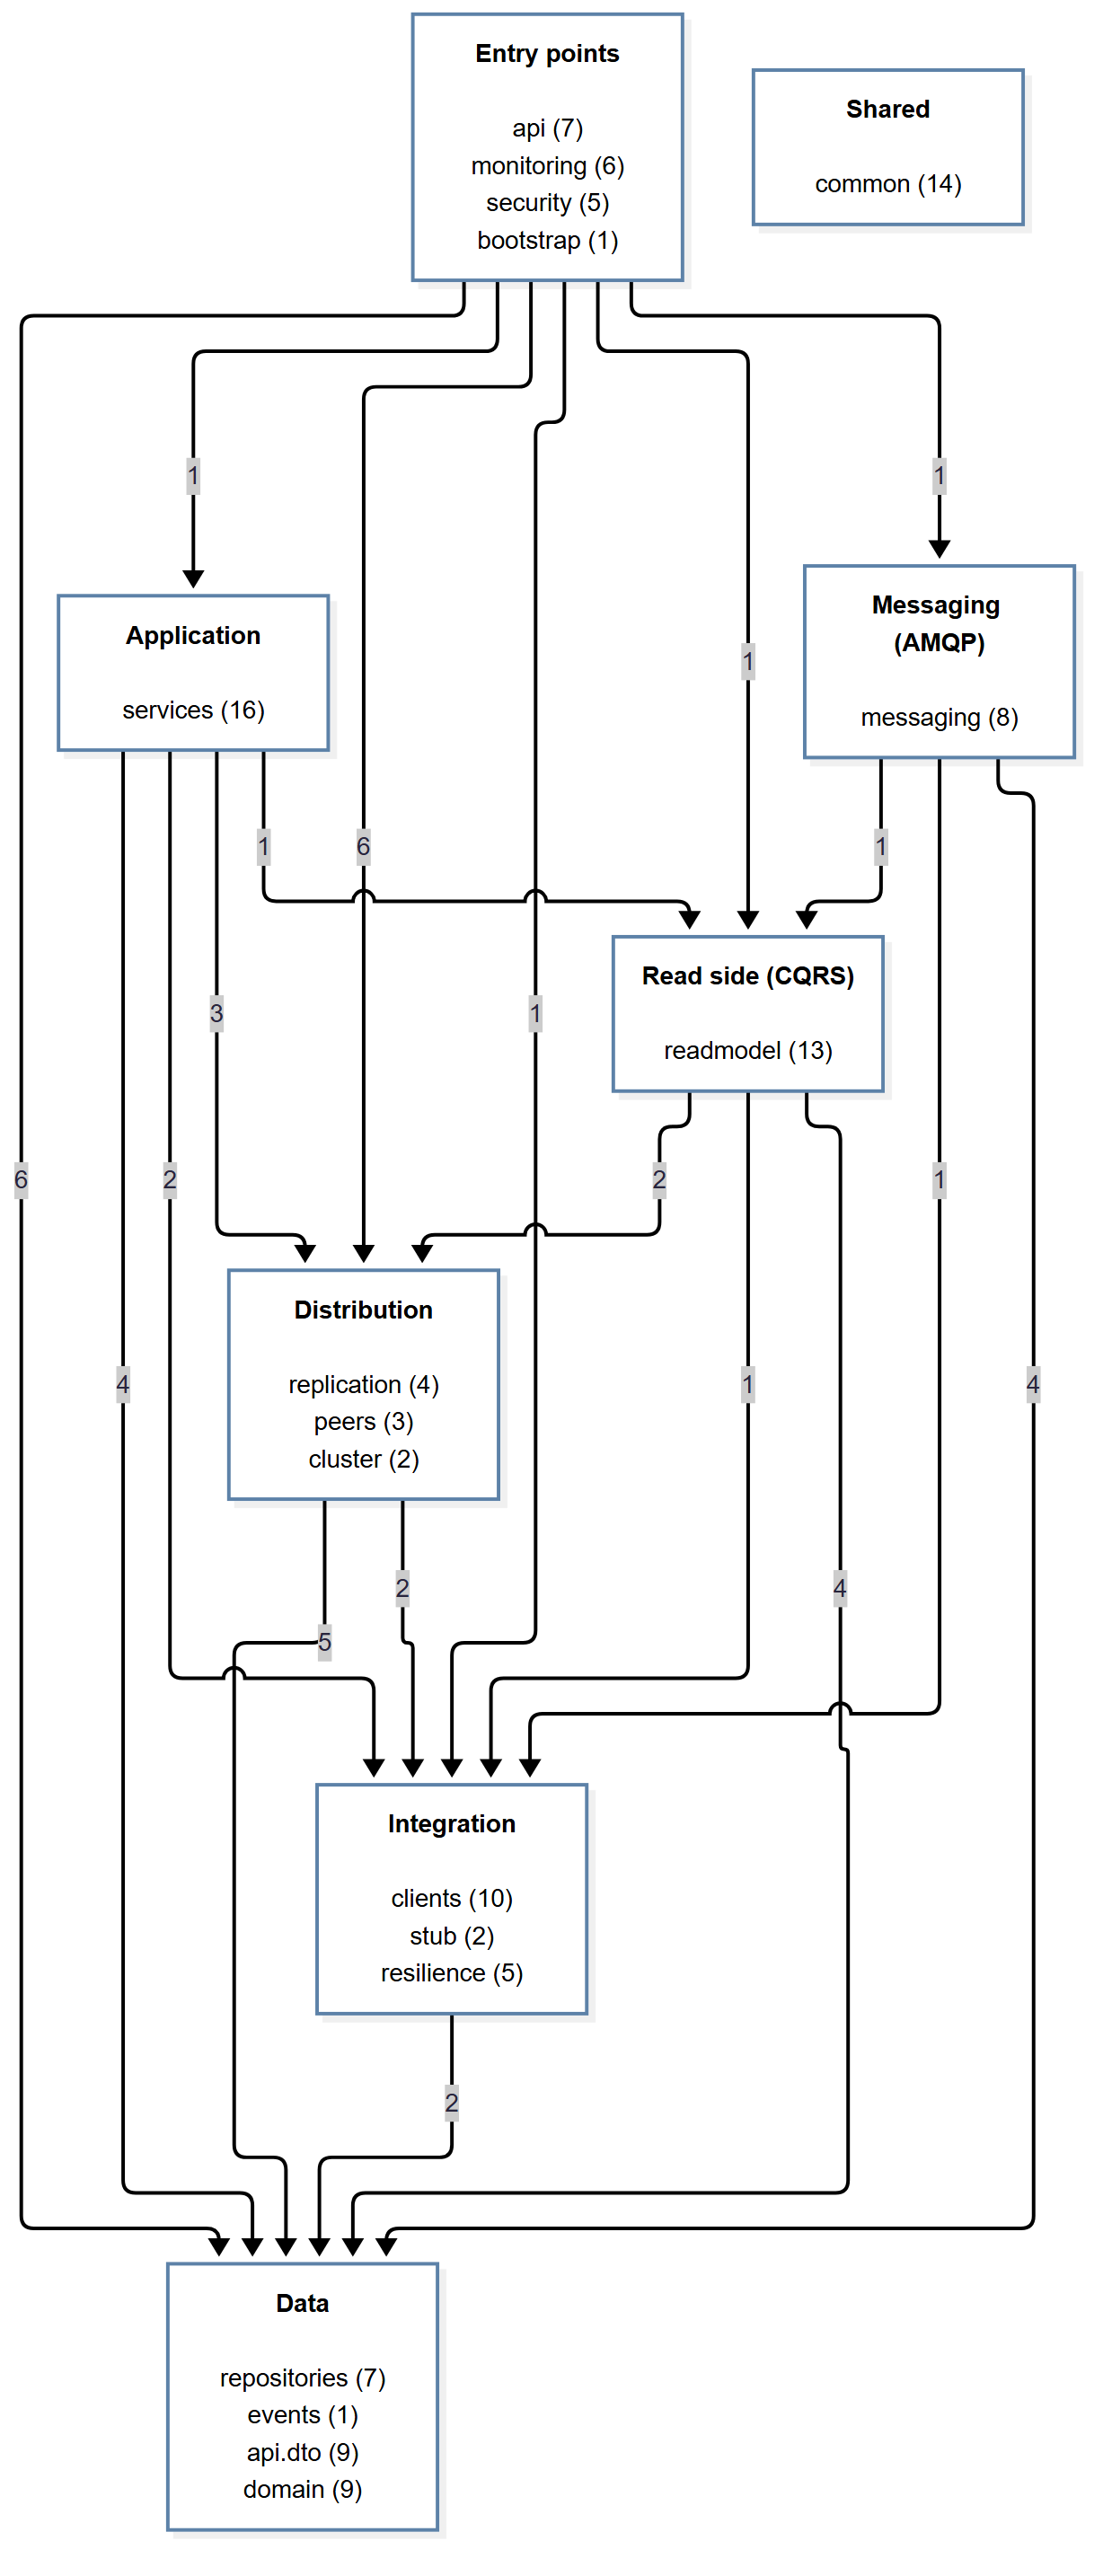 Entry points
api (7)
monitoring (6)
security (5)
bootstrap (1)
Shared
common (14)
1
1
Application
services (16)
Messaging
(AMQP)
messaging (8)
1
1
6
1
Read side (CQRS)
readmodel (13)
3
1
6
2
2
1
Distribution
replication (4)
peers (3)
cluster (2)
4
1
4
2
4
5
Integration
clients (10)
stub (2)
resilience (5)
2
Data
repositories (7)
events (1)
api.dto (9)
domain (9)